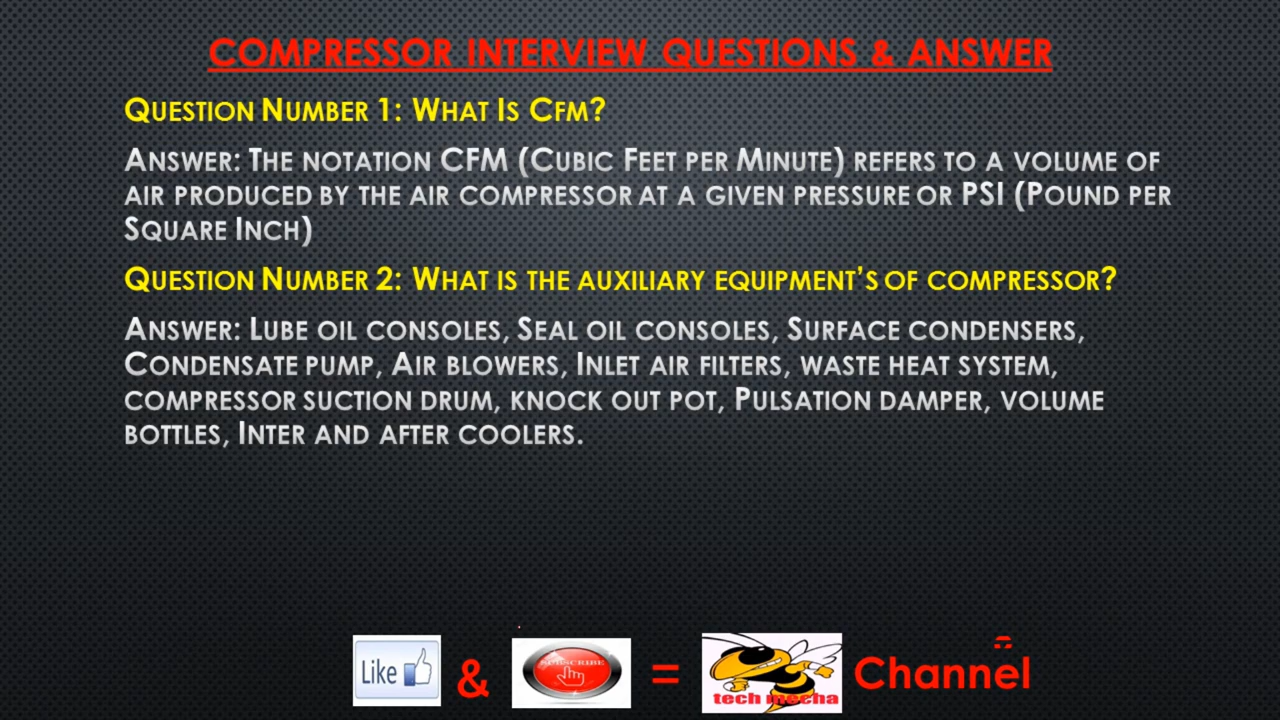 COMPRESSOR INTERVIEW QUESTIONS & ANSWER
QUESTION NUMBER 1: WHAT IS CFM?
ANSWER: THE NOTATION CFM (CUBIC FEET PER MINUTE) REFERS TO A VOLUME OF
AIR PRODUCED BY THE AIR COMPRESSOR AT A GIVEN PRESSURE OR PSI (POUND PER
SQUARE INCH)
QUESTION NUMBER 2: WHAT IS THE AUXILIARY EQUIPMENT'S OF COMPRESSOR?
ANSWER: LUBE OIL CONSOLES, SEAL OIL CONSOLES, SURFACE CONDENSERS,
CONDENSATE PUMP, AIR BLOWERS, INLET AIR FILTERS, WASTE HEAT SYSTEM,
COMPRESSOR SUCTION DRUM, KNOCK OUT POT, PULSATION DAMPER, VOLUME
BOTTLES, INTER AND AFTER COOLERS.
Like & SUBSCRIBE = tech mecha Channel